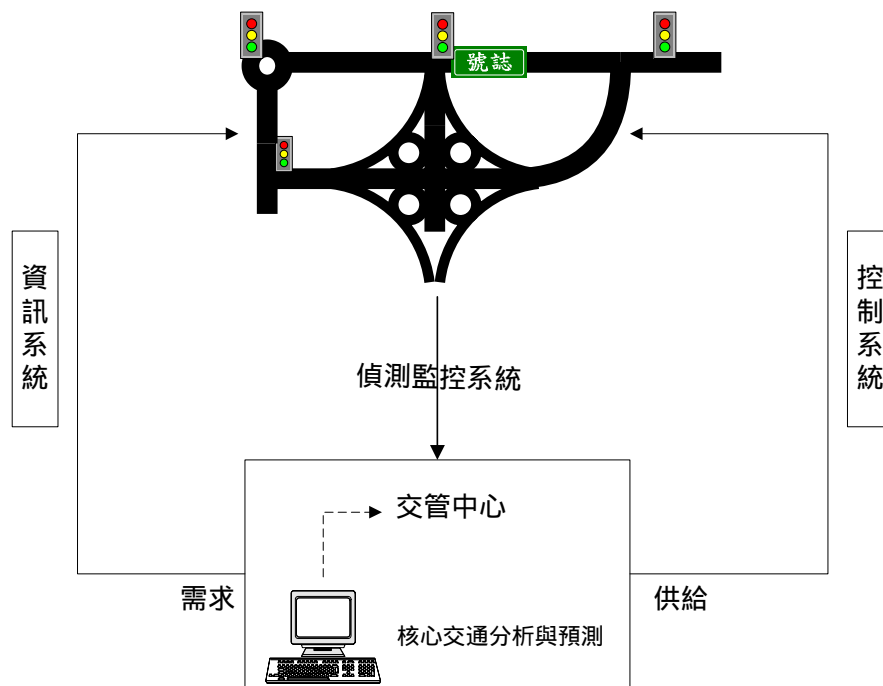 號誌
資訊系統
控制系統
偵測監控系統
交管中心
需求
供給
核心交通分析與預測